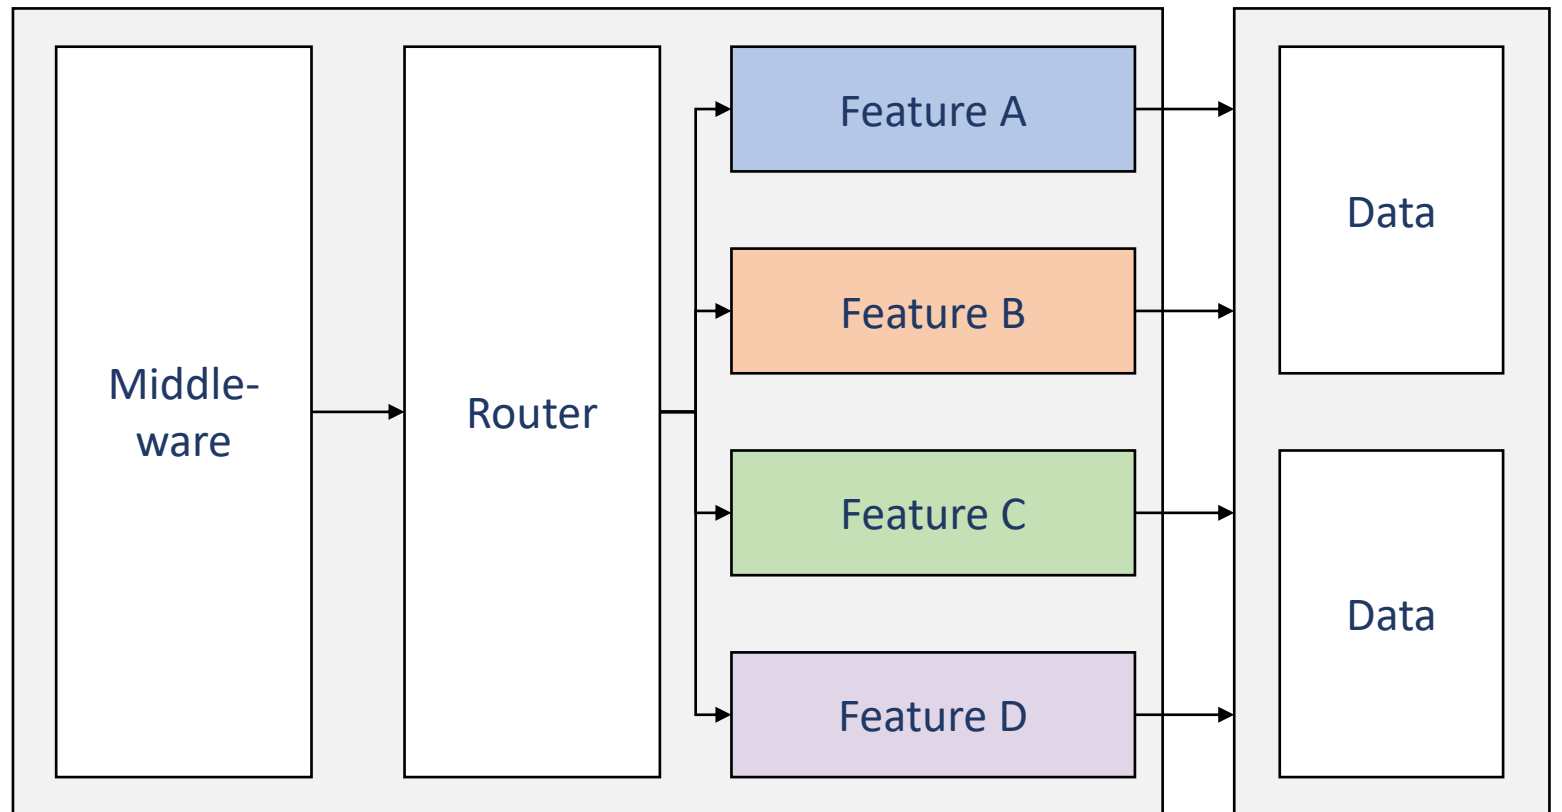 Middle-
ware
Router
Feature A
Feature B
Feature C
Feature D
Data
Data